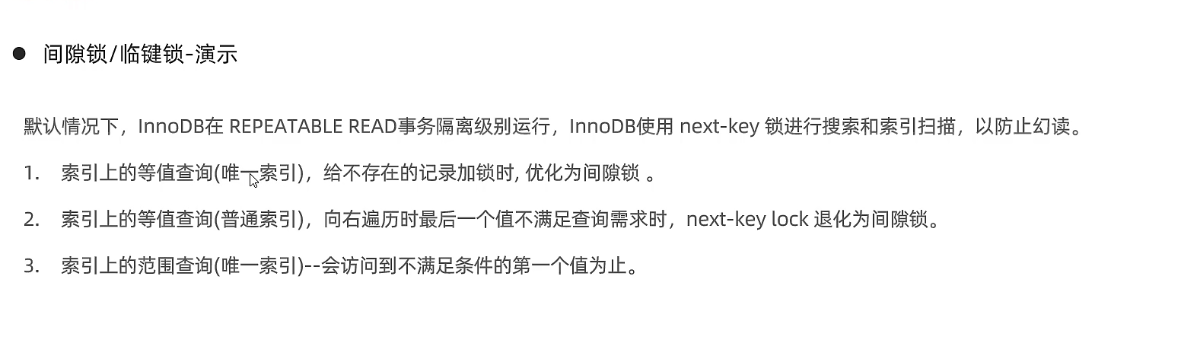 ● 间隙锁/临键锁-演示
默认情况下，InnoDB在 REPEATABLE READ事务隔离级别运行，InnoDB使用 next-key 锁进行搜索和索引扫描，以防止幻读。
1. 索引上的等值查询(唯一索引)，给不存在的记录加锁时, 优化为间隙锁 。
2. 索引上的等值查询(普通索引)，向右遍历时最后一个值不满足查询需求时，next-key lock 退化为间隙锁。
3. 索引上的范围查询(唯一索引)--会访问到不满足条件的第一个值为止。